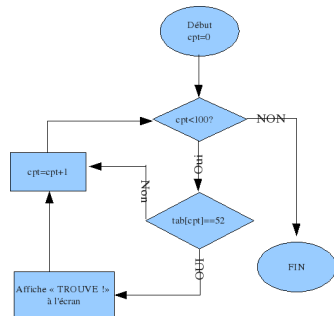 Début
cpt=0
cpt<100?
NON
Oui
cpt=cpt+1
Non
tab[cpt]==52
OUI
FIN
Affiche « TROUVE !»
à l'écran